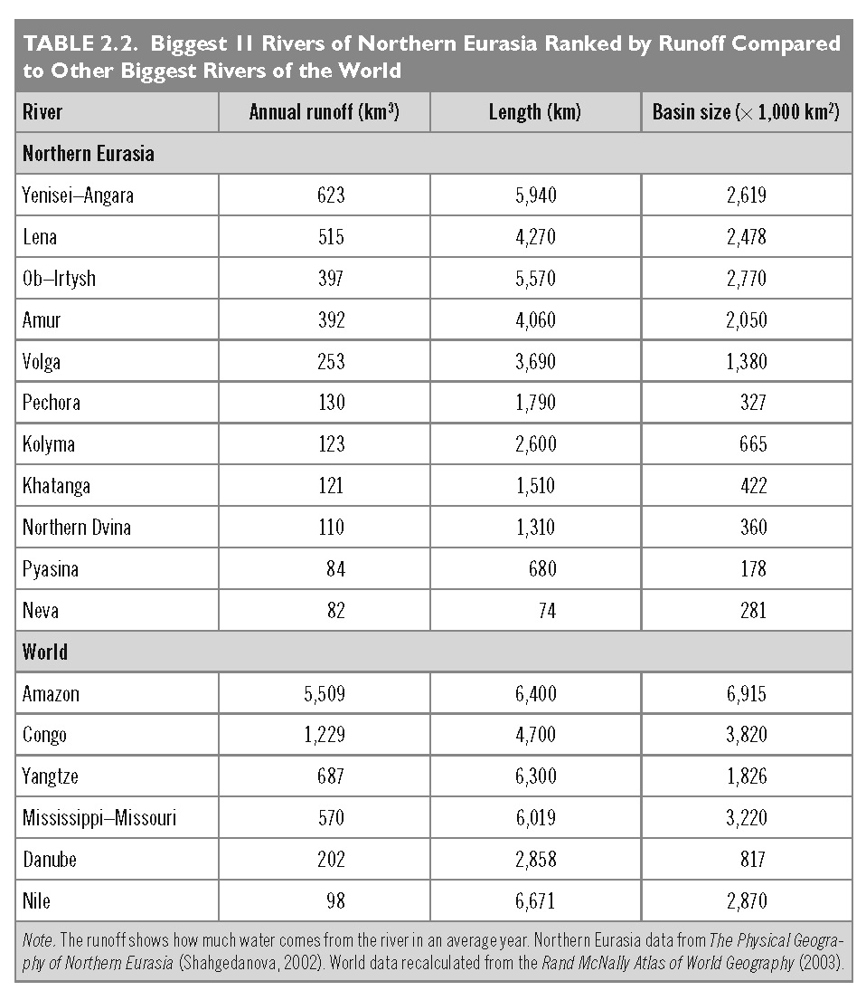 TABLE 2.2. Biggest 11 Rivers of Northern Eurasia Ranked by Runoff Compared
to Other Biggest Rivers of the World
River Annual runoff (km³) Length (km) Basin size (× 1,000 km²)
Northern Eurasia
Yenisei–Angara 623 5,940 2,619
Lena 515 4,270 2,478
Ob–Irtysh 397 5,570 2,770
Amur 392 4,060 2,050
Volga 253 3,690 1,380
Pechora 130 1,790 327
Kolyma 123 2,600 665
Khatanga 121 1,510 422
Northern Dvina 110 1,310 360
Pyasina 84 680 178
Neva 82 74 281
World
Amazon 5,509 6,400 6,915
Congo 1,229 4,700 3,820
Yangtze 687 6,300 1,826
Mississippi–Missouri 570 6,019 3,220
Danube 202 2,858 817
Nile 98 6,671 2,870
Note. The runoff shows how much water comes from the river in an average year. Northern Eurasia data from The Physical Geogra-
phy of Northern Eurasia (Shahgedanova, 2002). World data recalculated from the Rand McNally Atlas of World Geography (2003).